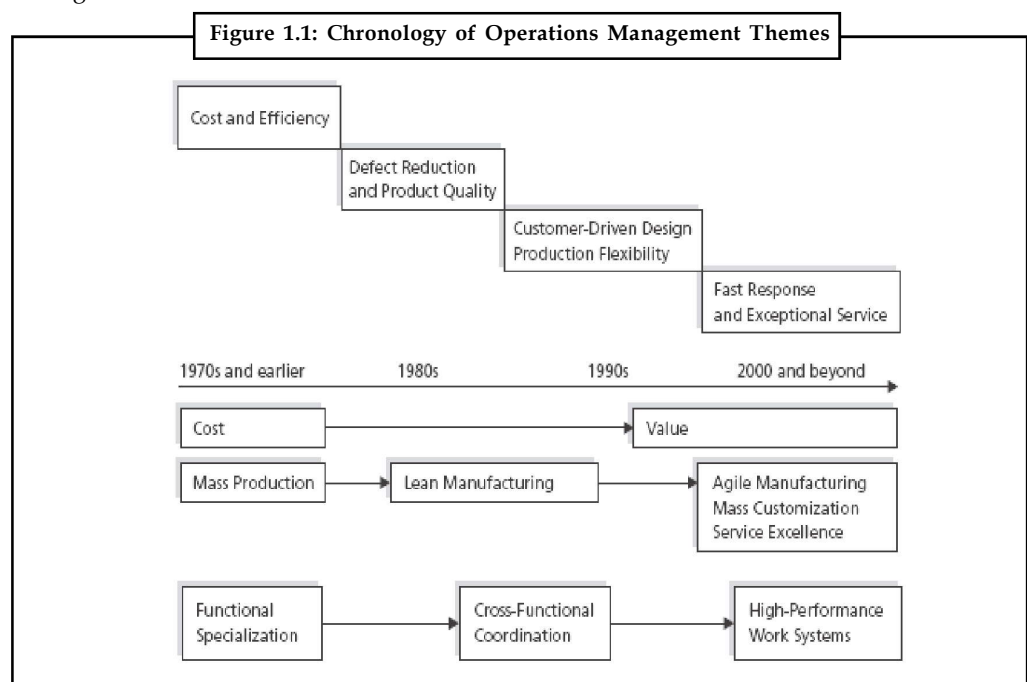 Figure 1.1: Chronology of Operations Management Themes
Cost and Efficiency
Defect Reduction
and Product Quality
Customer-Driven Design
Production Flexibility
Fast Response
and Exceptional Service
1970s and earlier 1980s 1990s 2000 and beyond
Cost Value
Mass Production Lean Manufacturing Agile Manufacturing
Mass Customization
Service Excellence
Functional
Specialization
Cross-Functional
Coordination
High-Performance
Work Systems